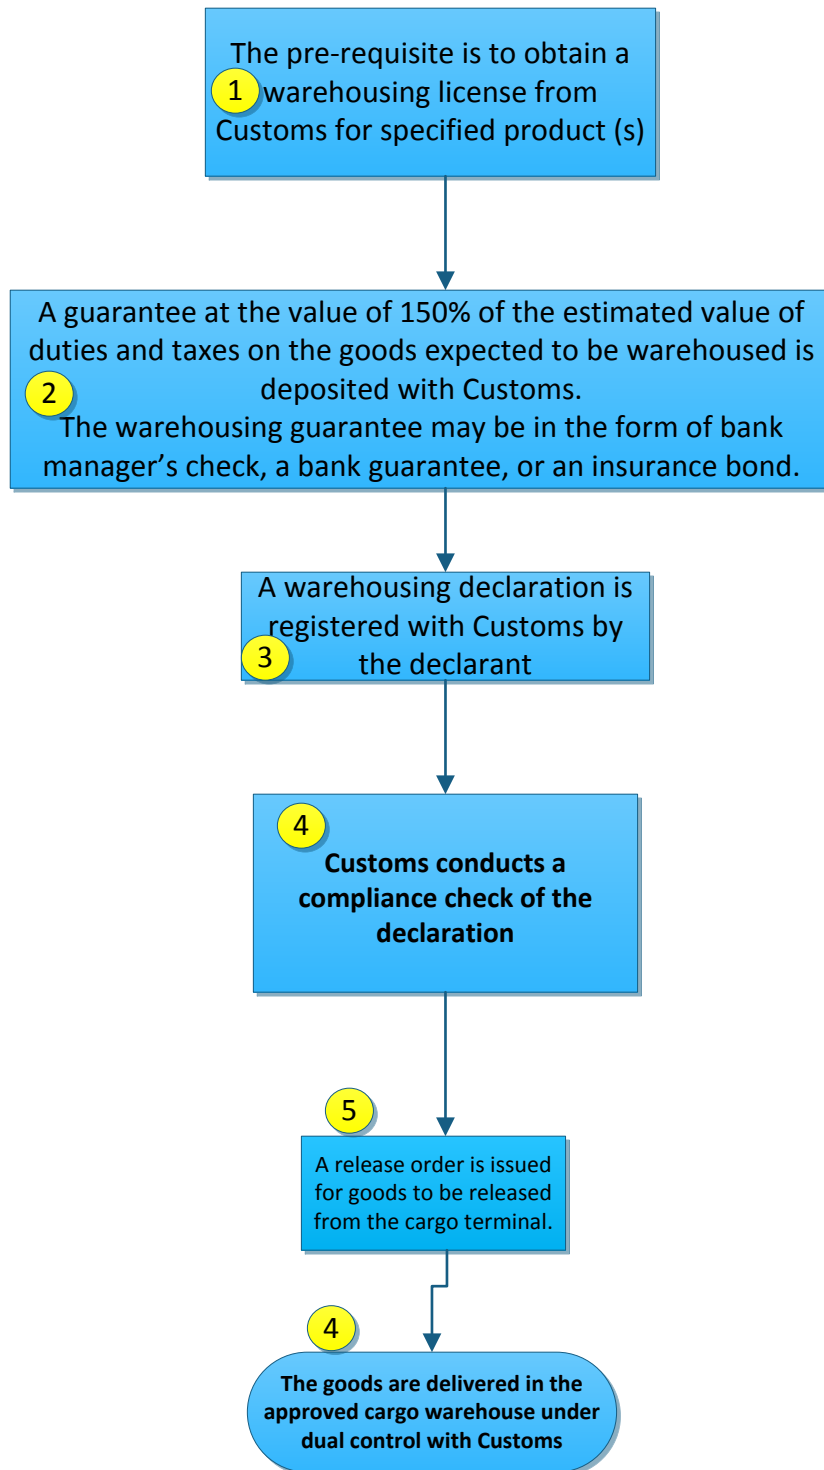 The pre-requisite is to obtain a
1
warehousing license from
Customs for specified product (s)
A guarantee at the value of 150% of the estimated value of
duties and taxes on the goods expected to be warehoused is
deposited with Customs.
2
The warehousing guarantee may be in the form of bank
manager’s check, a bank guarantee, or an insurance bond.
A warehousing declaration is
registered with Customs by
3
the declarant
4
Customs conducts a
compliance check of the
declaration
5
A release order is issued
for goods to be released
from the cargo terminal.
4
The goods are delivered in the
approved cargo warehouse under
dual control with Customs